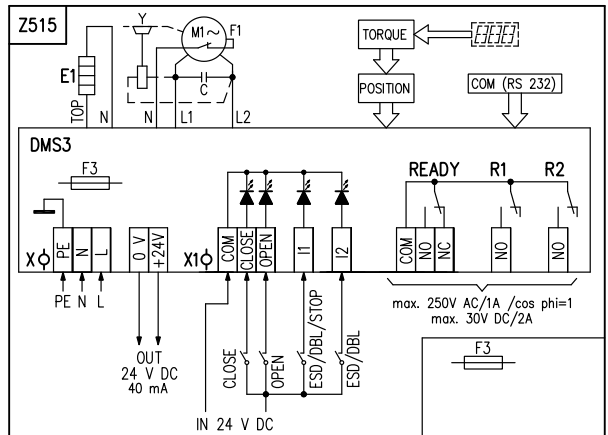 Z515
Y
M1~
F1
E1
C
TOP
N
N
L1
L2
TORQUE
POSITION
COM (RS 232)
DMS3
F3
READY
R1
R2
X
PE
N
L
0 V
+24V
X1
COM
CLOSE
OPEN
I1
I2
COM
NO
NC
NO
NO
PE N L
OUT
24 V DC
40 mA
CLOSE
OPEN
ESD/DBL/STOP
ESD/DBL
IN 24 V DC
max. 250V AC/1A /cos phi=1
max. 30V DC/2A
F3